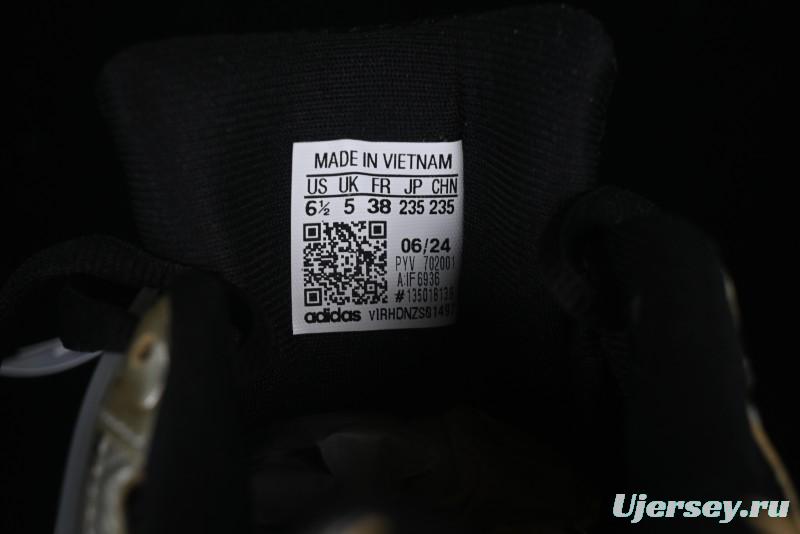 MADE IN VIETNAM
US UK FR JP CHN
6½ 5 38 235 235
06/24
PYV 702001
A:IF6936
#135018136
adidas
Ujersey.ru